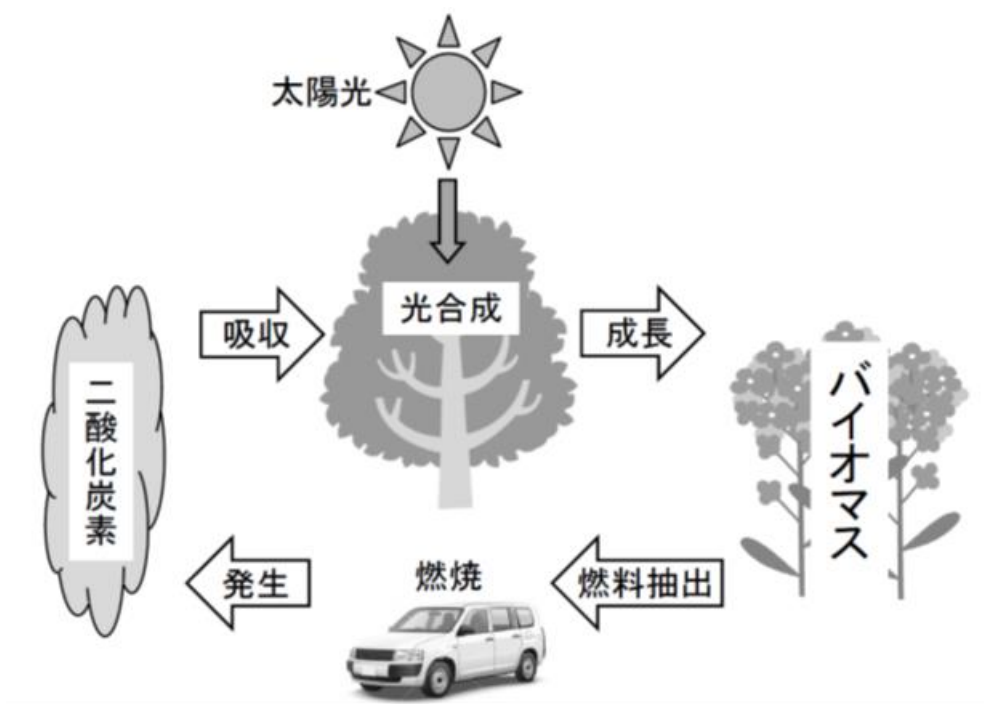 太陽光
光合成
吸収
成長
二酸化炭素
バイオマス
燃焼
発生
燃料抽出